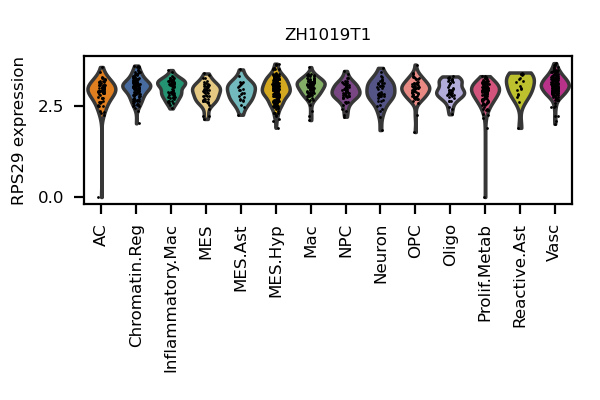 ZH1019T1
RPS29 expression
2.5
0.0
AC
Chromatin.Reg
Inflammatory.Mac
MES
MES.Ast
MES.Hyp
Mac
NPC
Neuron
OPC
Oligo
Prolif.Metab
Reactive.Ast
Vasc